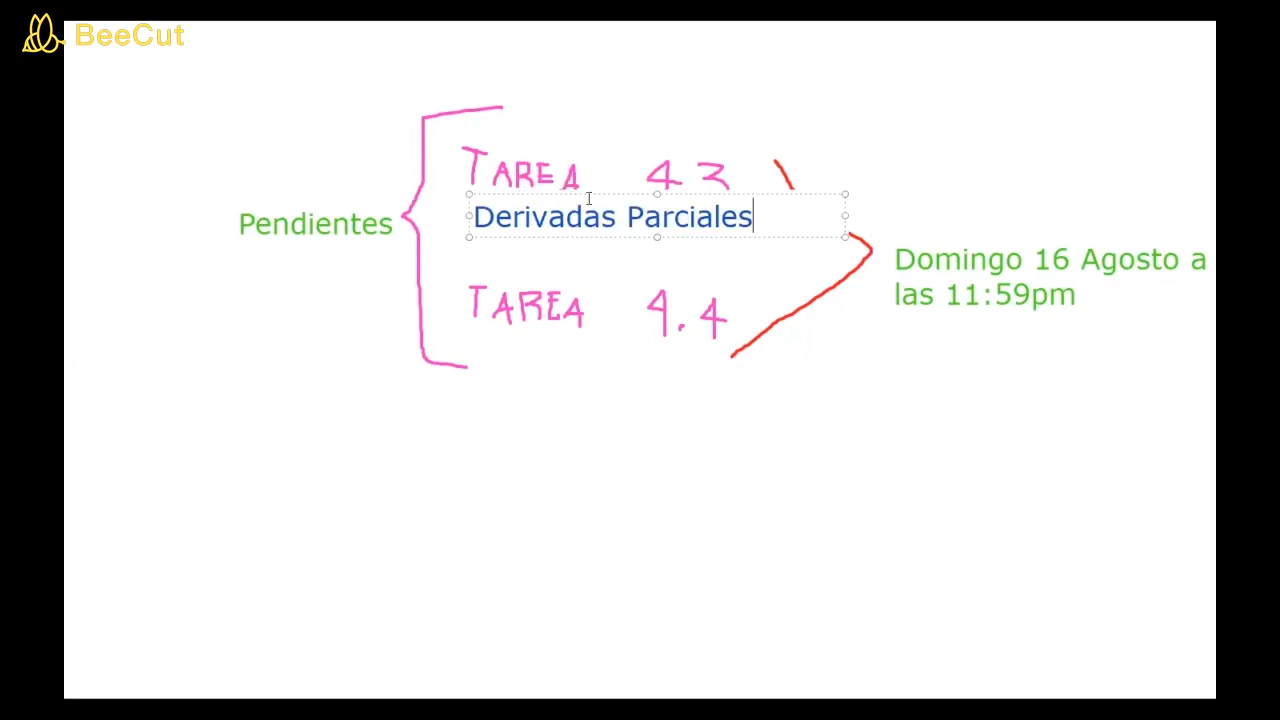 BeeCut
TAREA 4.3
Derivadas Parciales
Pendientes
Domingo 16 Agosto a
las 11:59pm
TAREA 4.4